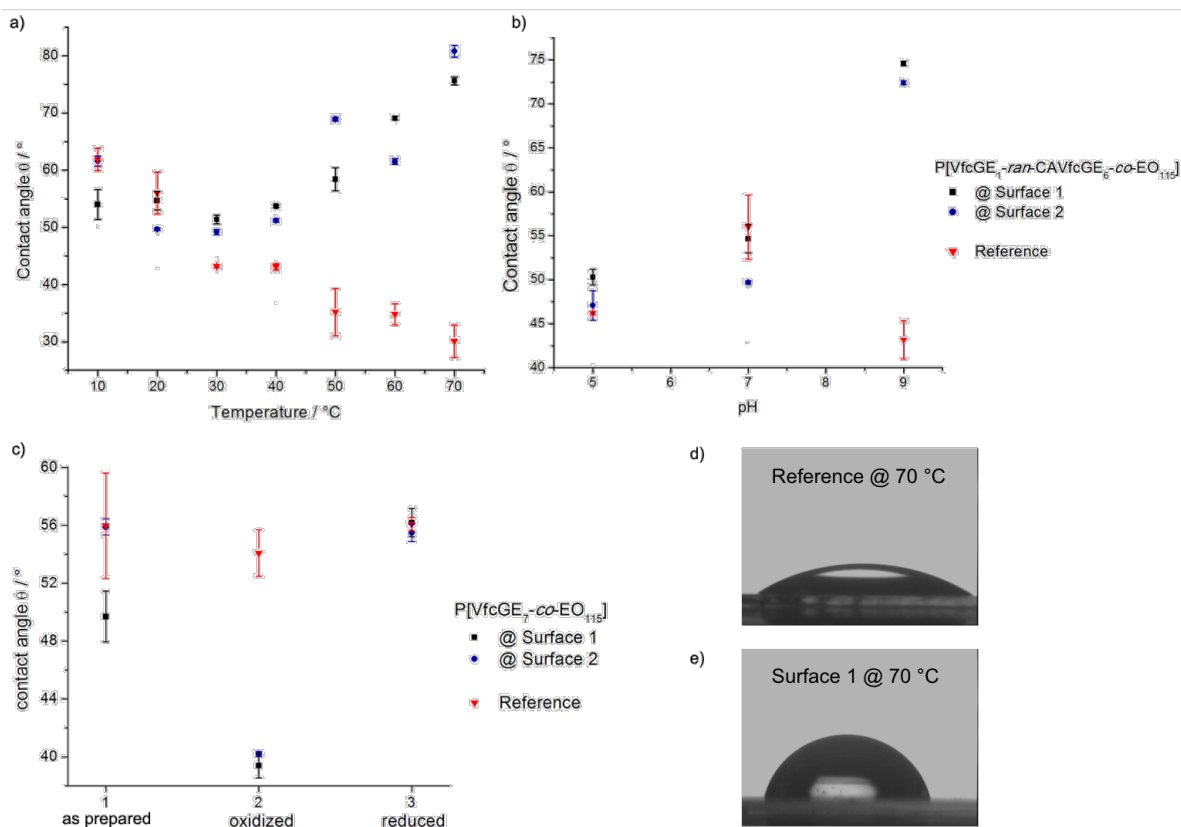 a)
Contact angle θ / °
80
70
60
50
40
30
10 20 30 40 50 60 70
Temperature / °C
b)
Contact angle θ / °
75
70
65
60
55
50
45
40
5 6 7 8 9
pH
P[VfcGE1-ran-CAVfcGE6-co-EO115]
@ Surface 1
@ Surface 2
Reference
c)
contact angle θ / °
60
56
52
48
44
40
1 2 3
as prepared oxidized reduced
P[VfcGE7-co-EO115]
@ Surface 1
@ Surface 2
Reference
d)
Reference @ 70 °C
e)
Surface 1 @ 70 °C